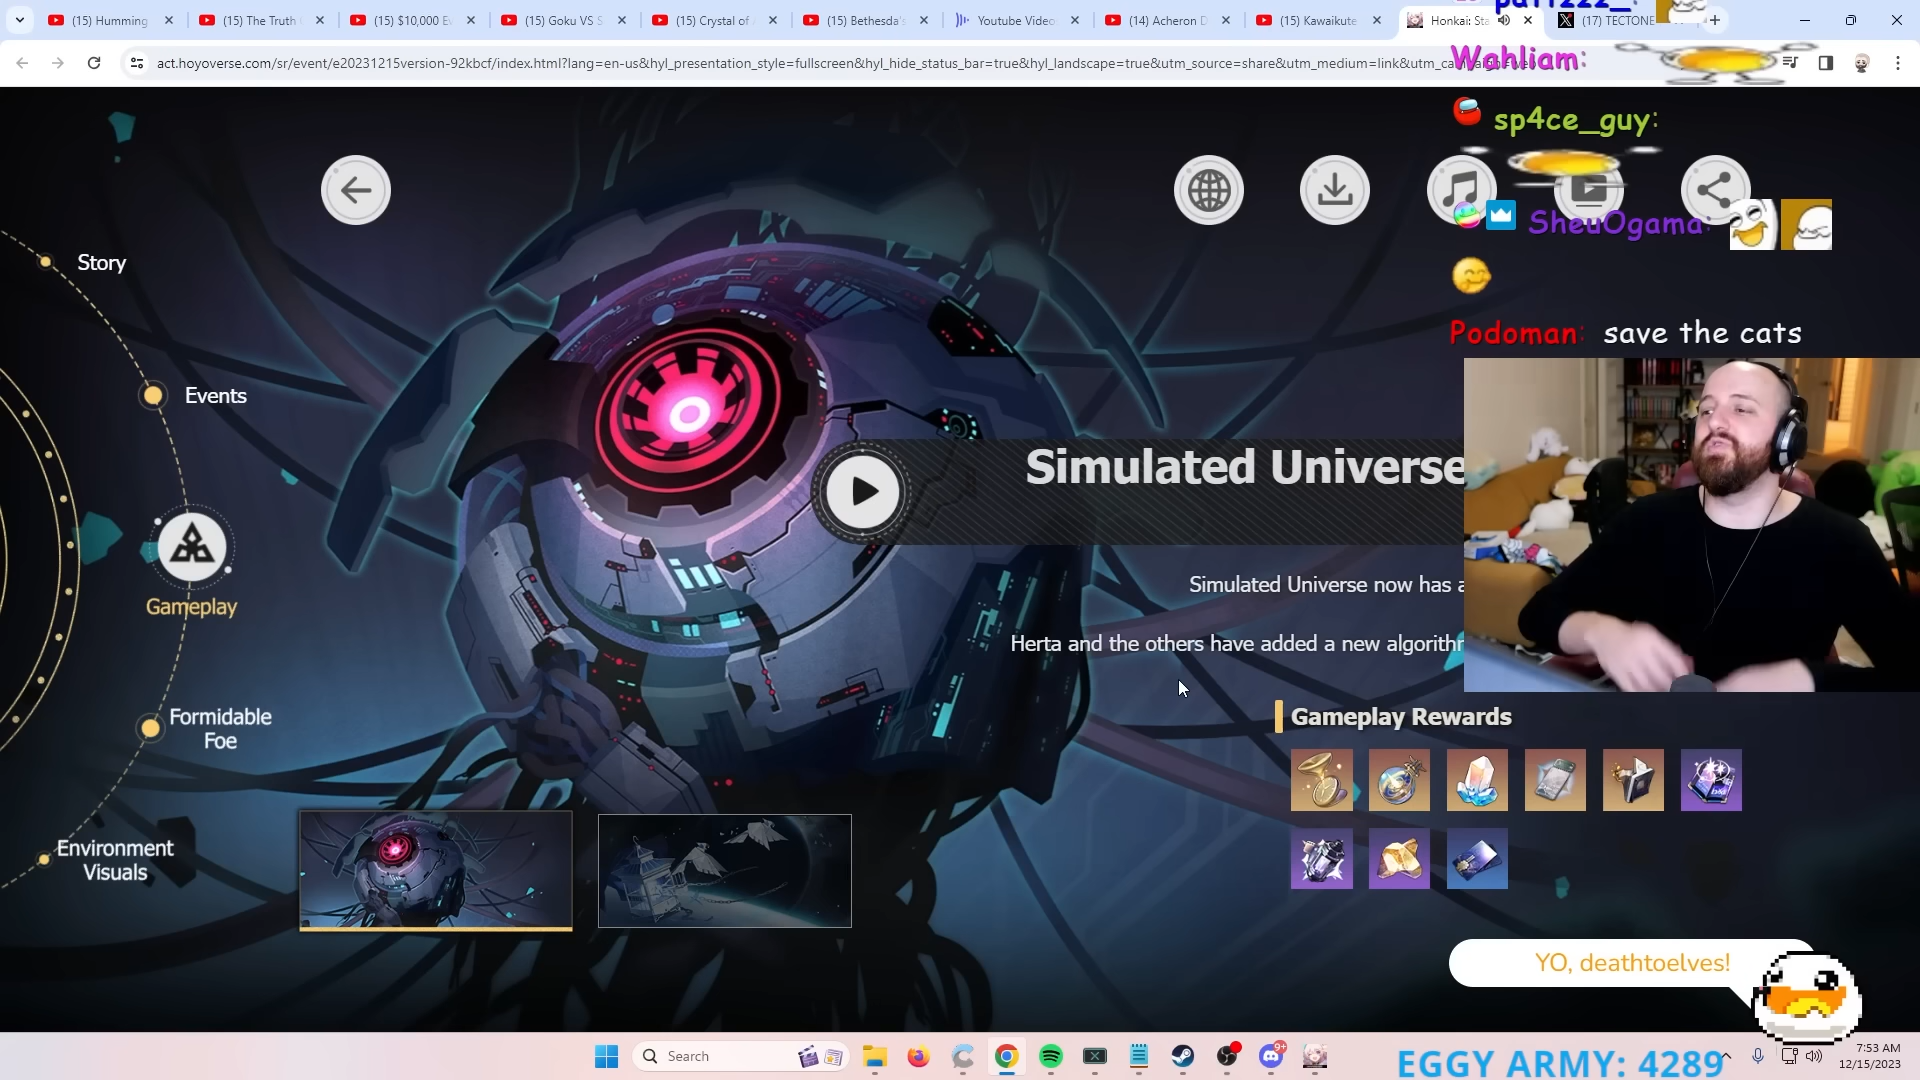 (15) Humming
(15) The Truth
(15) $10,000 Ev
(15) Goku VS S
(15) Crystal of
(15) Bethesda's
Youtube Video
(14) Acheron D
(15) Kawaikute
Honkai: Sta
(17) TECTONE
act.hoyoverse.com/sr/event/e20231215version-92kbcf/index.html?lang=en-us&hyl_presentation_style=fullscreen&hyl_hide_status_bar=true&hyl_landscape=true&utm_source=share&utm_medium=link&utm_ca
Wahliam:
sp4ce_guy:
SheuOgama:
Podoman: save the cats
Story
Events
Gameplay
Formidable
Foe
Environment
Visuals
Simulated Universe
Simulated Universe now has a
Herta and the others have added a new algorith
Gameplay Rewards
YO, deathtoelves!
Search
9+
EGGY ARMY: 4289
7:53 AM
12/15/2023